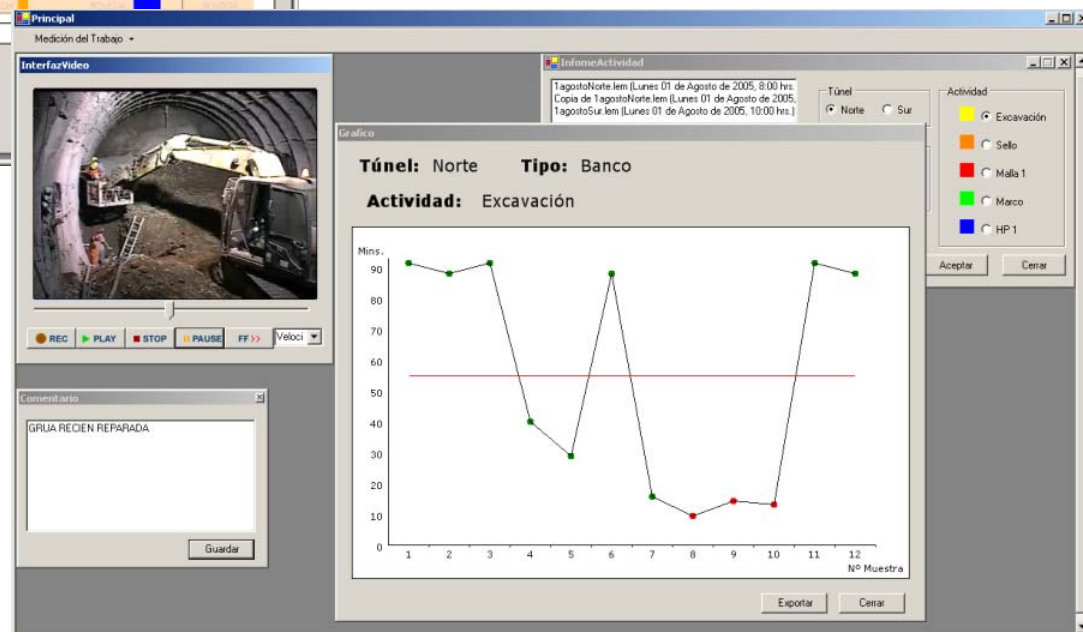 Principal
Medición del Trabajo
InterfazVideo
REC
PLAY
STOP
PAUSE
FF >>
Veloci
Comentario
GRUA RECIEN REPARADA
Guardar
InfomeActividad
1agostoNorte.lem (Lunes 01 de Agosto de 2005, 8:00 hrs.
Copia de 1agostoNorte.lem (Lunes 01 de Agosto de 2005,
1agostoSur.lem (Lunes 01 de Agosto de 2005, 10:00 hrs.)
Túnel
Norte
Sur
Actividad
Excavación
Sello
Malla 1
Marco
HP 1
Aceptar
Cerrar
Grafico
Túnel: Norte Tipo: Banco
Actividad: Excavación
Mins.
90
80
70
60
50
40
30
20
10
0
1 2 3 4 5 6 7 8 9 10 11 12
Nº Muestra
Exportar
Cerrar